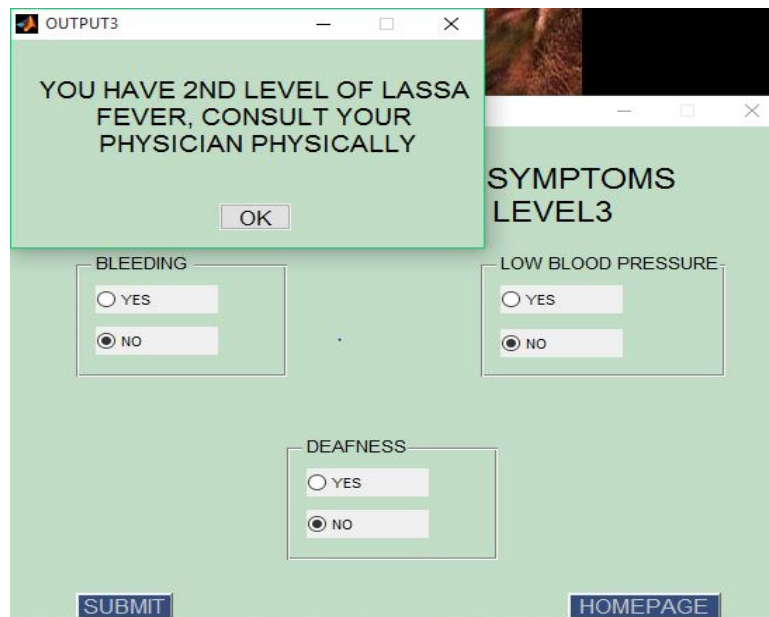 OUTPUT3
YOU HAVE 2ND LEVEL OF LASSA
FEVER, CONSULT YOUR
PHYSICIAN PHYSICALLY
OK
SYMPTOMS
LEVEL3
BLEEDING
YES
NO
LOW BLOOD PRESSURE
YES
NO
DEAFNESS
YES
NO
SUBMIT
HOMEPAGE